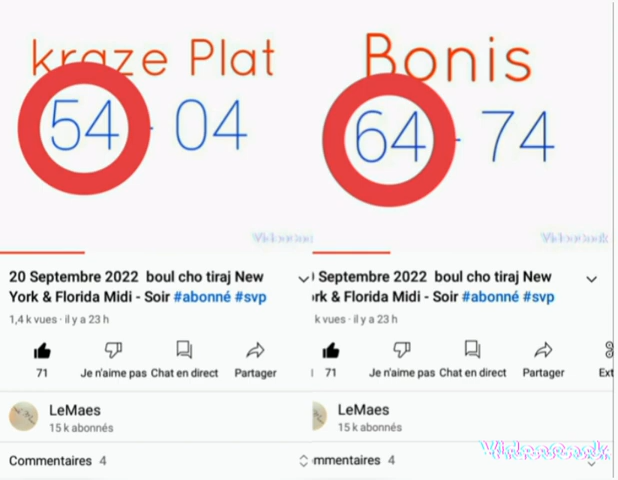 kraze Plat
54 - 04
20 Septembre 2022 boul cho tiraj New
York & Florida Midi - Soir #abonné #svp
1,4 k vues · il y a 23 h
71 Je n'aime pas Chat en direct Partager
LeMaes
15 k abonnés
Commentaires 4
Bonis
64 - 74
Septembre 2022 boul cho tiraj New
rk & Florida Midi - Soir #abonné #svp
k vues · il y a 23 h
71 Je n'aime pas Chat en direct Partager Ext
LeMaes
15 k abonnés
mmentaires 4